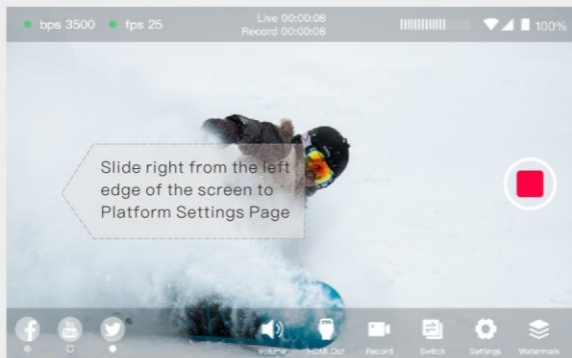 bps 3500 fps 25
Live 00:00:08
Record 00:00:08
100%
Slide right from the left
edge of the screen to
Platform Settings Page
Volume HDMI Out Record Switch Settings Watermark